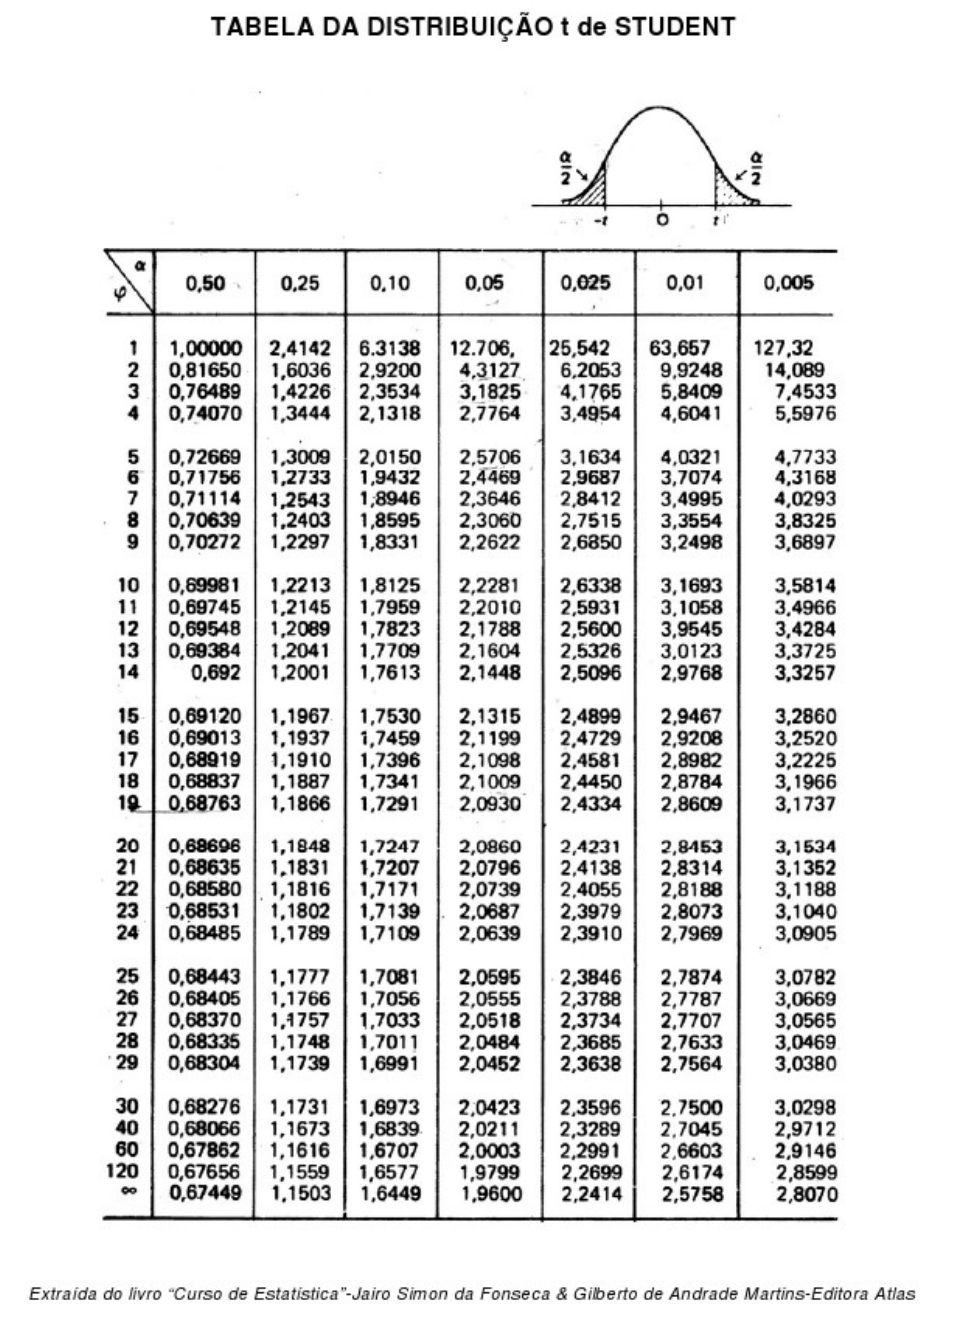 TABELA DA DISTRIBUIÇÃO t de STUDENT
α/2 α/2
-t 0 t
α
φ 0,50 0,25 0,10 0,05 0,025 0,01 0,005
1 1,00000 2,4142 6.3138 12.706, 25,542 63,657 127,32
2 0,81650 1,6036 2,9200 4,3127 6,2053 9,9248 14,089
3 0,76489 1,4226 2,3534 3,1825 4,1765 5,8409 7,4533
4 0,74070 1,3444 2,1318 2,7764 3,4954 4,6041 5,5976
5 0,72669 1,3009 2,0150 2,5706 3,1634 4,0321 4,7733
6 0,71756 1,2733 1,9432 2,4469 2,9687 3,7074 4,3168
7 0,71114 1,2543 1,8946 2,3646 2,8412 3,4995 4,0293
8 0,70639 1,2403 1,8595 2,3060 2,7515 3,3554 3,8325
9 0,70272 1,2297 1,8331 2,2622 2,6850 3,2498 3,6897
10 0,69981 1,2213 1,8125 2,2281 2,6338 3,1693 3,5814
11 0,69745 1,2145 1,7959 2,2010 2,5931 3,1058 3,4966
12 0,69548 1,2089 1,7823 2,1788 2,5600 3,9545 3,4284
13 0,69384 1,2041 1,7709 2,1604 2,5326 3,0123 3,3725
14 0,692 1,2001 1,7613 2,1448 2,5096 2,9768 3,3257
15 0,69120 1,1967 1,7530 2,1315 2,4899 2,9467 3,2860
16 0,69013 1,1937 1,7459 2,1199 2,4729 2,9208 3,2520
17 0,68919 1,1910 1,7396 2,1098 2,4581 2,8982 3,2225
18 0,68837 1,1887 1,7341 2,1009 2,4450 2,8784 3,1966
19 0,68763 1,1866 1,7291 2,0930 2,4334 2,8609 3,1737
20 0,68696 1,1848 1,7247 2,0860 2,4231 2,8453 3,1534
21 0,68635 1,1831 1,7207 2,0796 2,4138 2,8314 3,1352
22 0,68580 1,1816 1,7171 2,0739 2,4055 2,8188 3,1188
23 0,68531 1,1802 1,7139 2,0687 2,3979 2,8073 3,1040
24 0,68485 1,1789 1,7109 2,0639 2,3910 2,7969 3,0905
25 0,68443 1,1777 1,7081 2,0595 2,3846 2,7874 3,0782
26 0,68405 1,1766 1,7056 2,0555 2,3788 2,7787 3,0669
27 0,68370 1,1757 1,7033 2,0518 2,3734 2,7707 3,0565
28 0,68335 1,1748 1,7011 2,0484 2,3685 2,7633 3,0469
29 0,68304 1,1739 1,6991 2,0452 2,3638 2,7564 3,0380
30 0,68276 1,1731 1,6973 2,0423 2,3596 2,7500 3,0298
40 0,68066 1,1673 1,6839 2,0211 2,3289 2,7045 2,9712
60 0,67862 1,1616 1,6707 2,0003 2,2991 2,6603 2,9146
120 0,67656 1,1559 1,6577 1,9799 2,2699 2,6174 2,8599
∞ 0,67449 1,1503 1,6449 1,9600 2,2414 2,5758 2,8070
Extraída do livro “Curso de Estatística”-Jairo Simon da Fonseca & Gilberto de Andrade Martins-Editora Atlas